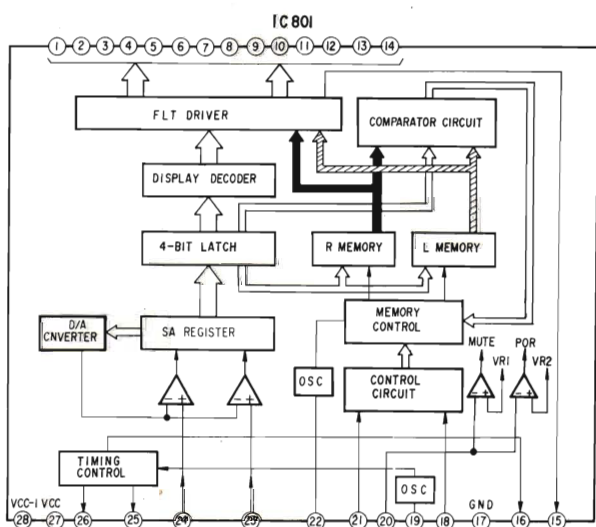 IC801
1 2 3 4 5 6 7 8 9 10 11 12 13 14
FLT DRIVER
COMPARATOR CIRCUIT
DISPLAY DECODER
4-BIT LATCH
R MEMORY
L MEMORY
D/A
CNVERTER
SA REGISTER
MEMORY
CONTROL
MUTE
POR
VR1
VR2
OSC
CONTROL
CIRCUIT
- +
- +
- +
- +
TIMING
CONTROL
OSC
VCC-1 VCC
GND
28 27 26 25 24 23 22 21 20 19 18 17 16 15